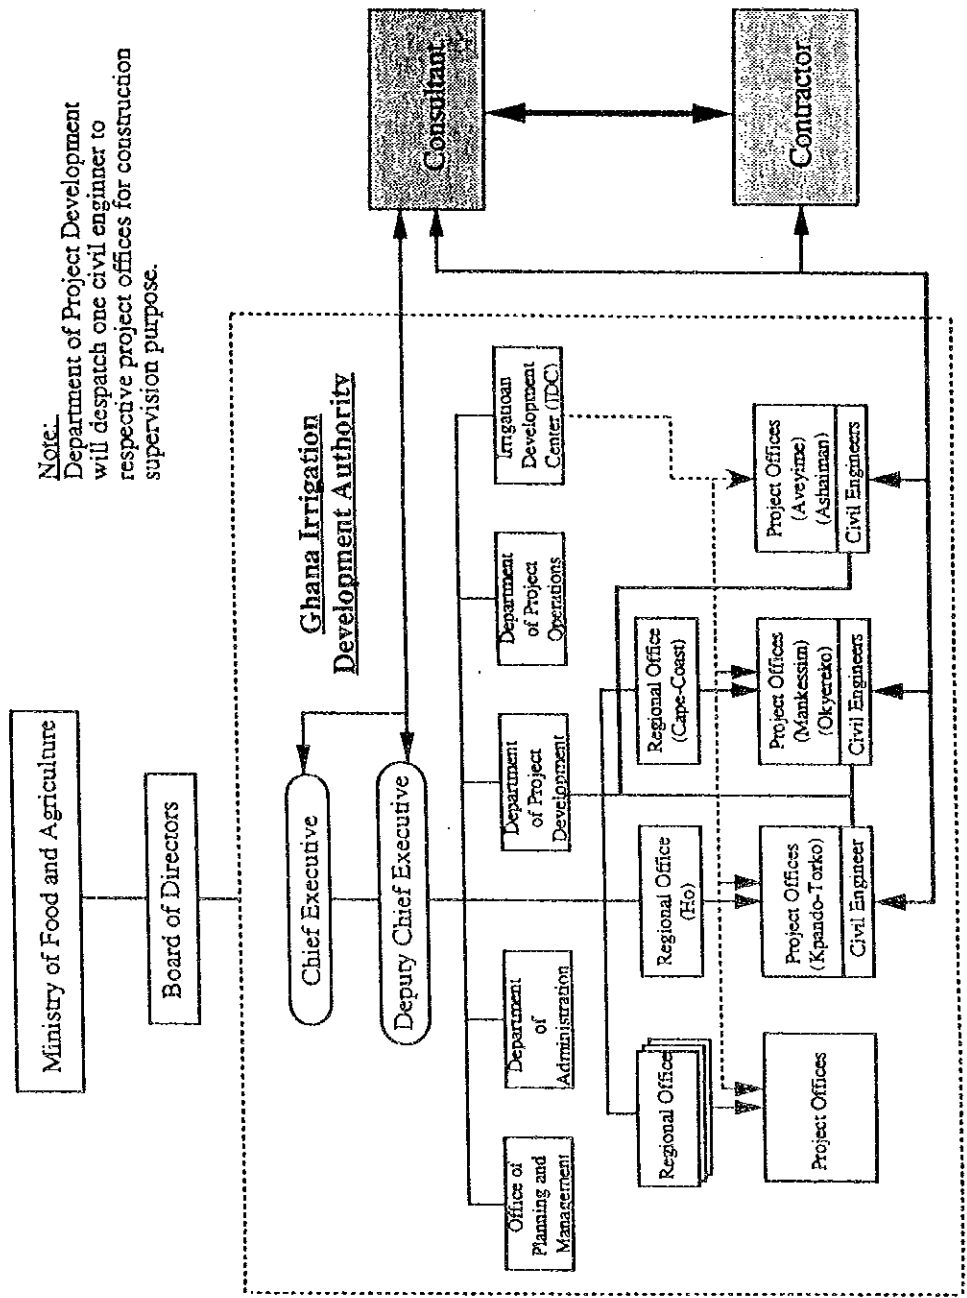 Ministry of Food and Agriculture
Board of Directors
Note:
Department of Project Development
will despatch one civil enginner to
respective project offices for construction
supervision purpose.
Chief Executive
Ghana Irrigation
Development Authority
Deputy Chief Executive
Consultant
Office of
Planning and
Management
Department
of
Administration
Department
of Project
Development
Department
of Project
Operations
Irrigatioan
Development
Center (IDC)
Regional Office
Regional Office
(Ho)
Regional Office
(Cape-Coast)
Project Offices
Project Offices
(Kpando-Torko)
Civil Engineer
Project Offices
(Mankessim)
(Okyereko)
Civil Engineers
Project Offices
(Aveyime)
(Ashaiman)
Civil Engineers
Contractor